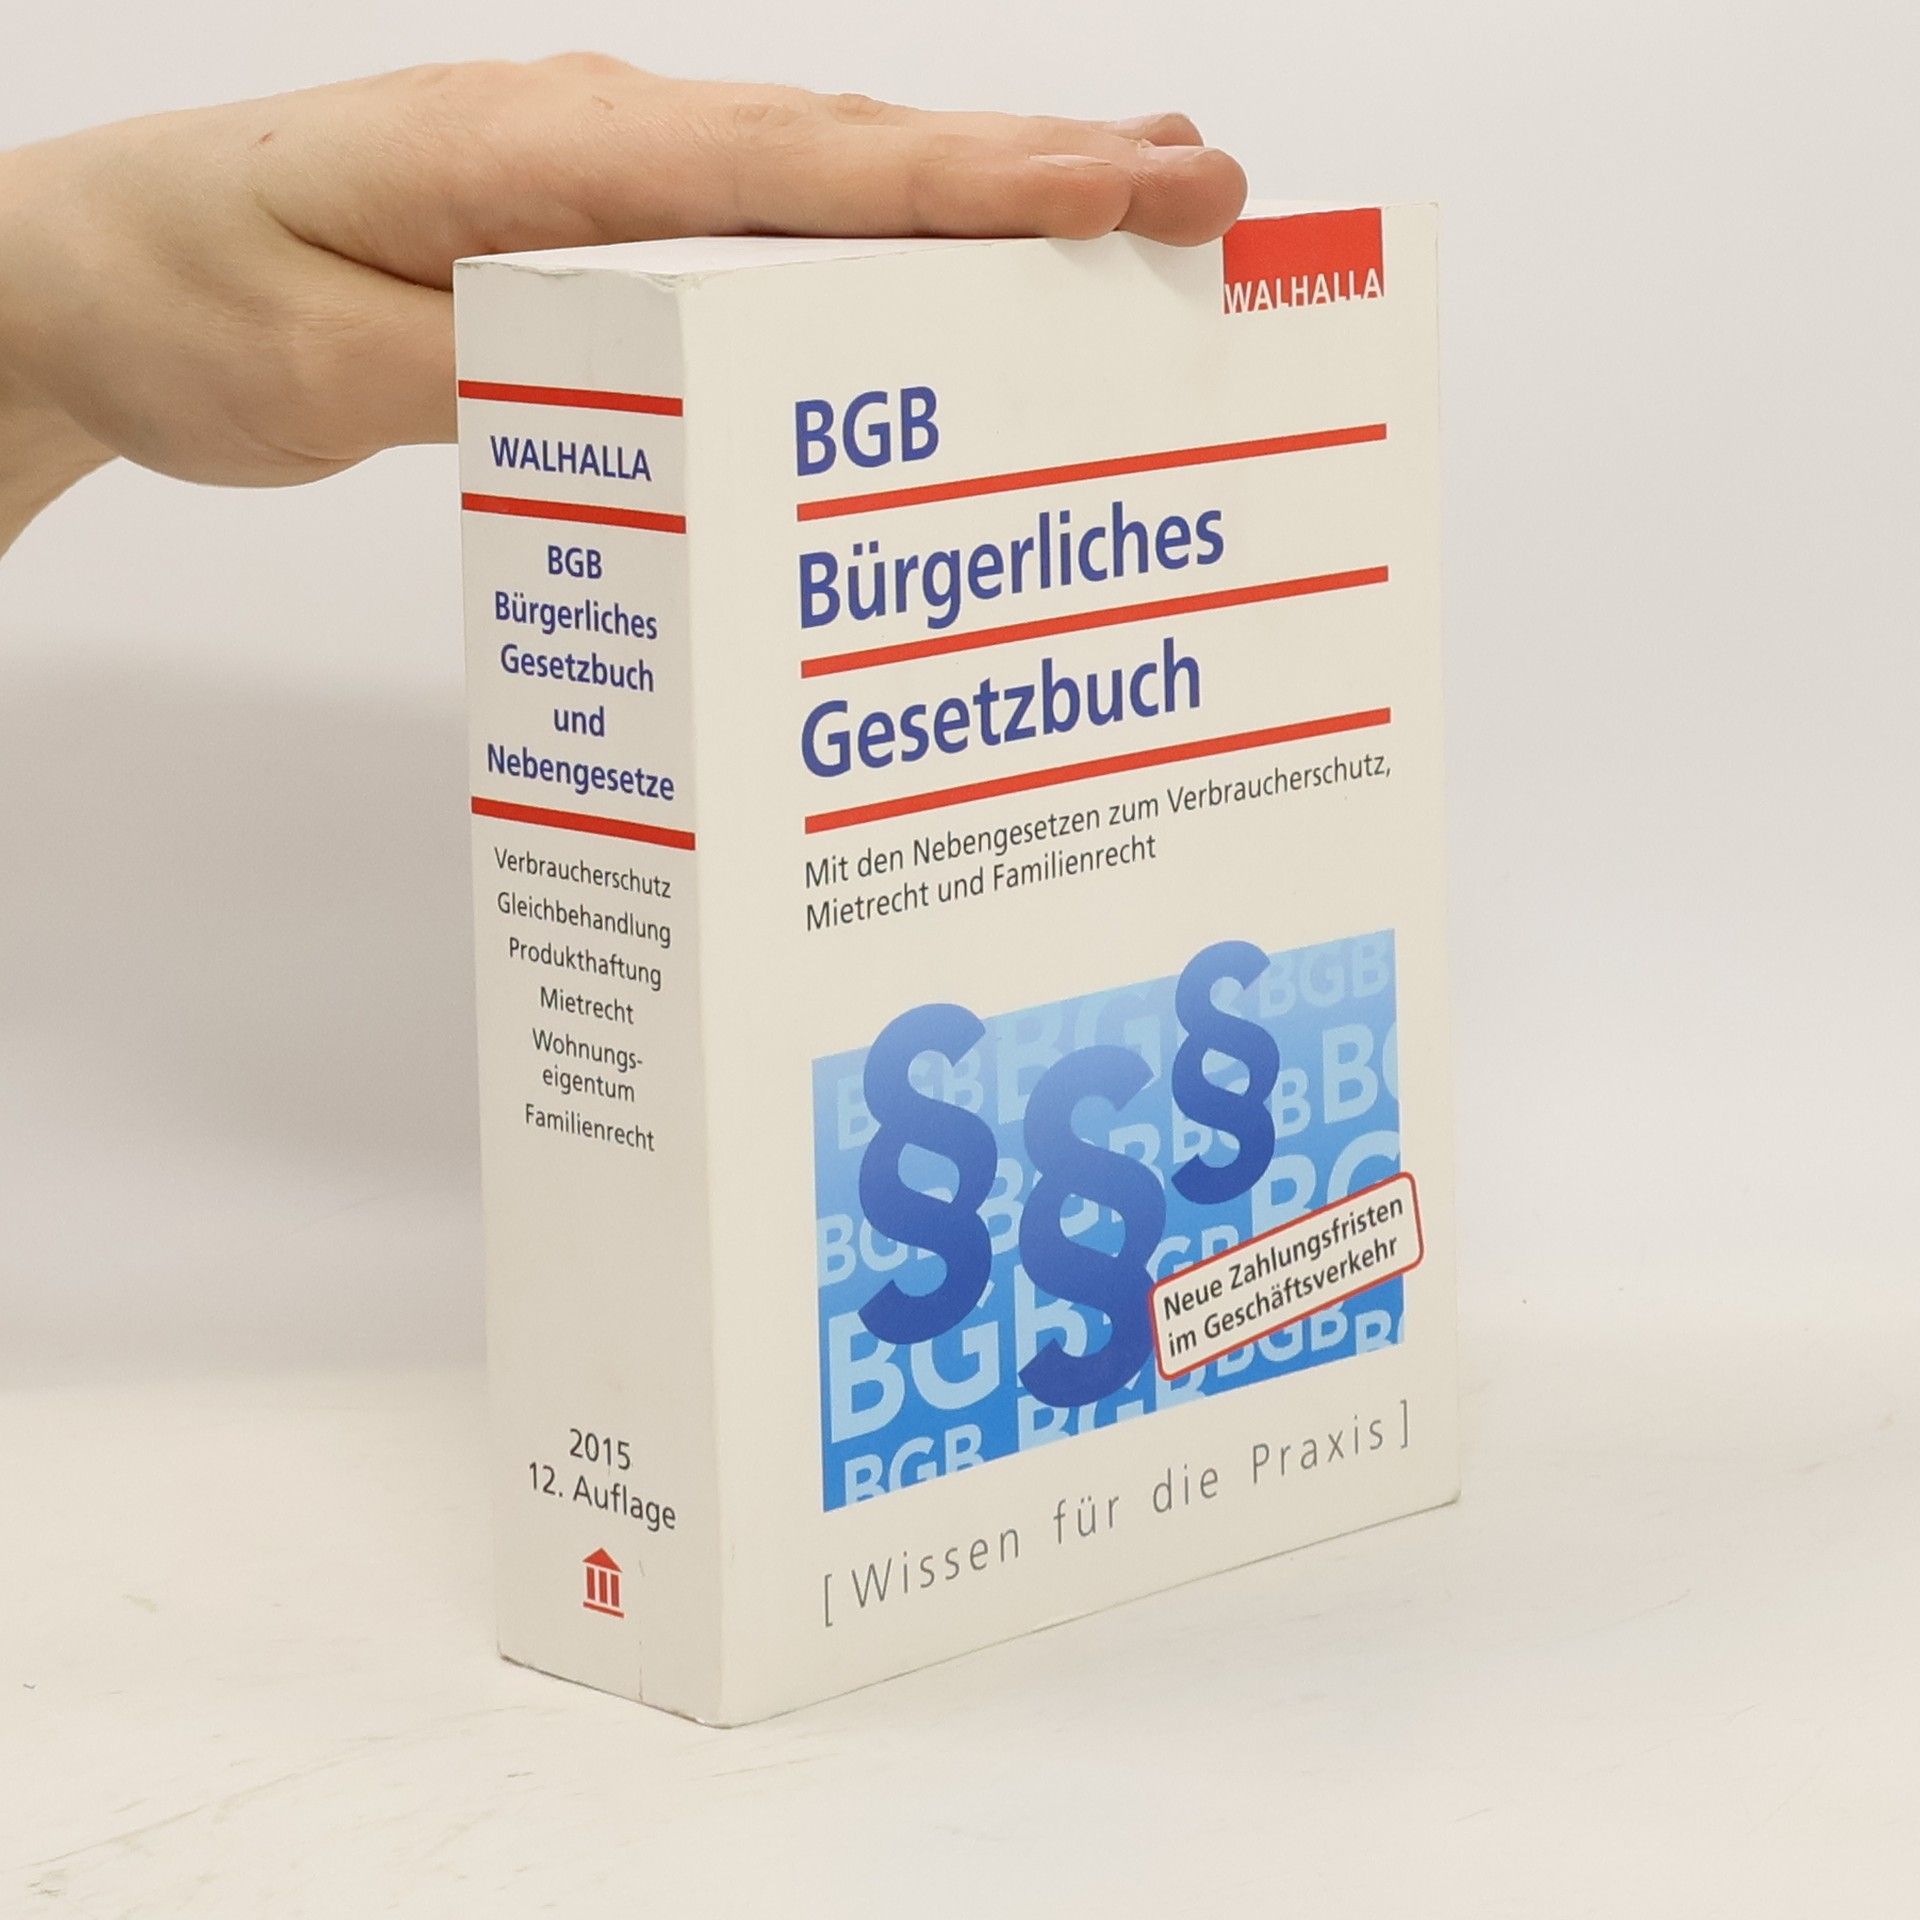 WALHALLA
BGB
Bürgerliches
Gesetzbuch
und
Nebengesetze
Verbraucherschutz
Gleichbehandlung
Produkthaftung
Mietrecht
Wohnungs-
eigentum
Familienrecht
2015
12. Auflage
WALHALLA
BGB
Bürgerliches
Gesetzbuch
Mit den Nebengesetzen zum Verbraucherschutz,
Mietrecht und Familienrecht
§ § §
BGB
Neue Zahlungsfristen
im Geschäftsverkehr
[ Wissen für die Praxis ]